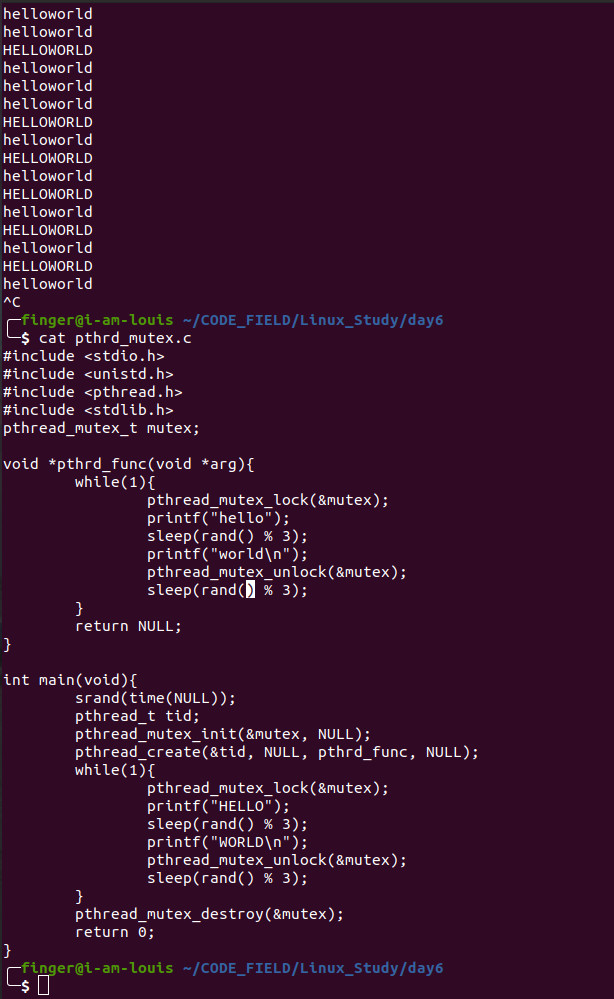 helloworld
helloworld
HELLOWORLD
helloworld
helloworld
helloworld
HELLOWORLD
helloworld
HELLOWORLD
helloworld
HELLOWORLD
helloworld
HELLOWORLD
helloworld
HELLOWORLD
helloworld
^C
finger@i-am-louis ~/CODE_FIELD/Linux_Study/day6
$ cat pthrd_mutex.c
#include <stdio.h>
#include <unistd.h>
#include <pthread.h>
#include <stdlib.h>
pthread_mutex_t mutex;

void *pthrd_func(void *arg){
        while(1){
                pthread_mutex_lock(&mutex);
                printf("hello");
                sleep(rand() % 3);
                printf("world\n");
                pthread_mutex_unlock(&mutex);
                sleep(rand() % 3);
        }
        return NULL;
}

int main(void){
        srand(time(NULL));
        pthread_t tid;
        pthread_mutex_init(&mutex, NULL);
        pthread_create(&tid, NULL, pthrd_func, NULL);
        while(1){
                pthread_mutex_lock(&mutex);
                printf("HELLO");
                sleep(rand() % 3);
                printf("WORLD\n");
                pthread_mutex_unlock(&mutex);
                sleep(rand() % 3);
        }
        pthread_mutex_destroy(&mutex);
        return 0;
}
finger@i-am-louis ~/CODE_FIELD/Linux_Study/day6
$